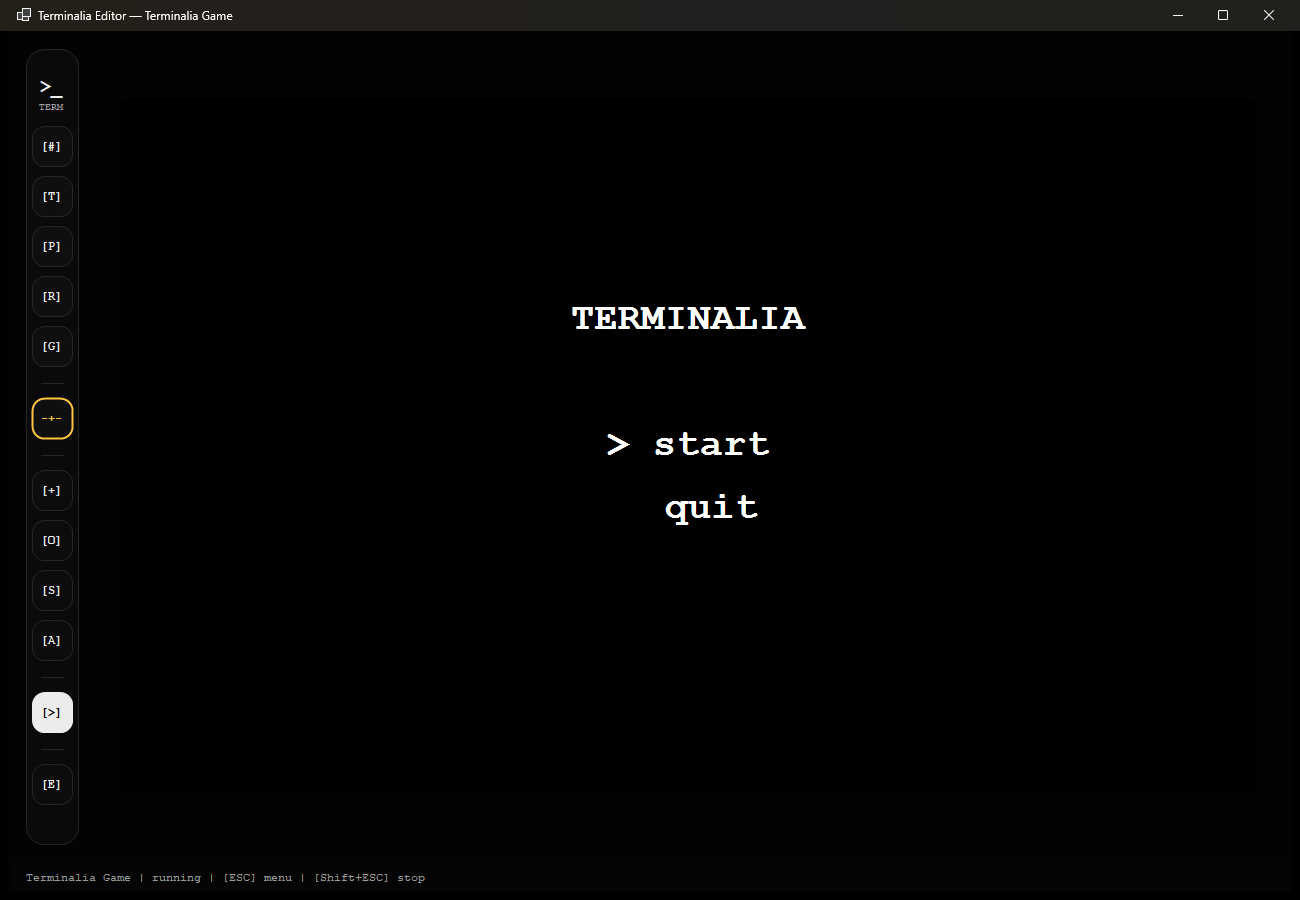 Terminalia Editor — Terminalia Game
>_
TERM
[#]
[T]
[P]
[R]
[G]
-+-
[+]
[O]
[S]
[A]
[>]
[E]
TERMINALIA
> start
quit
Terminalia Game | running | [ESC] menu | [Shift+ESC] stop